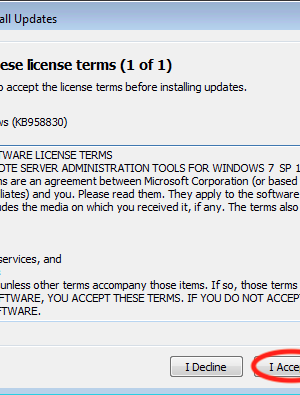 all Updates
ese license terms (1 of 1)
o accept the license terms before installing updates.
ws (KB958830)
TWARE LICENSE TERMS
OTE SERVER ADMINISTRATION TOOLS FOR WINDOWS 7 SP 1
ns are an agreement between Microsoft Corporation (or based
liates) and you. Please read them. They apply to the software
udes the media on which you received it, if any. The terms also
services, and
unless other terms accompany those items. If so, those terms
FTWARE, YOU ACCEPT THESE TERMS. IF YOU DO NOT ACCEPT
FTWARE.
I Decline
I Acce